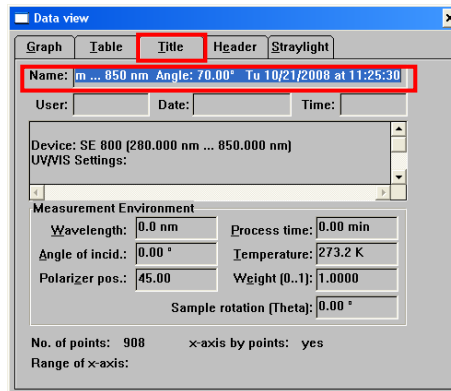 Data view
Graph Table Title Header Straylight
Name: m ... 850 nm Angle: 70.00° Tu 10/21/2008 at 11:25:30
User: Date: Time:
Device: SE 800 (280.000 nm ... 850.000 nm)
UV/VIS Settings:
Measurement Environment
Wavelength: 0.0 nm Process time: 0.00 min
Angle of incid.: 0.00 ° Temperature: 273.2 K
Polarizer pos.: 45.00 Weight (0..1): 1.0000
Sample rotation (Theta): 0.00 °
No. of points: 908 x-axis by points: yes
Range of x-axis: